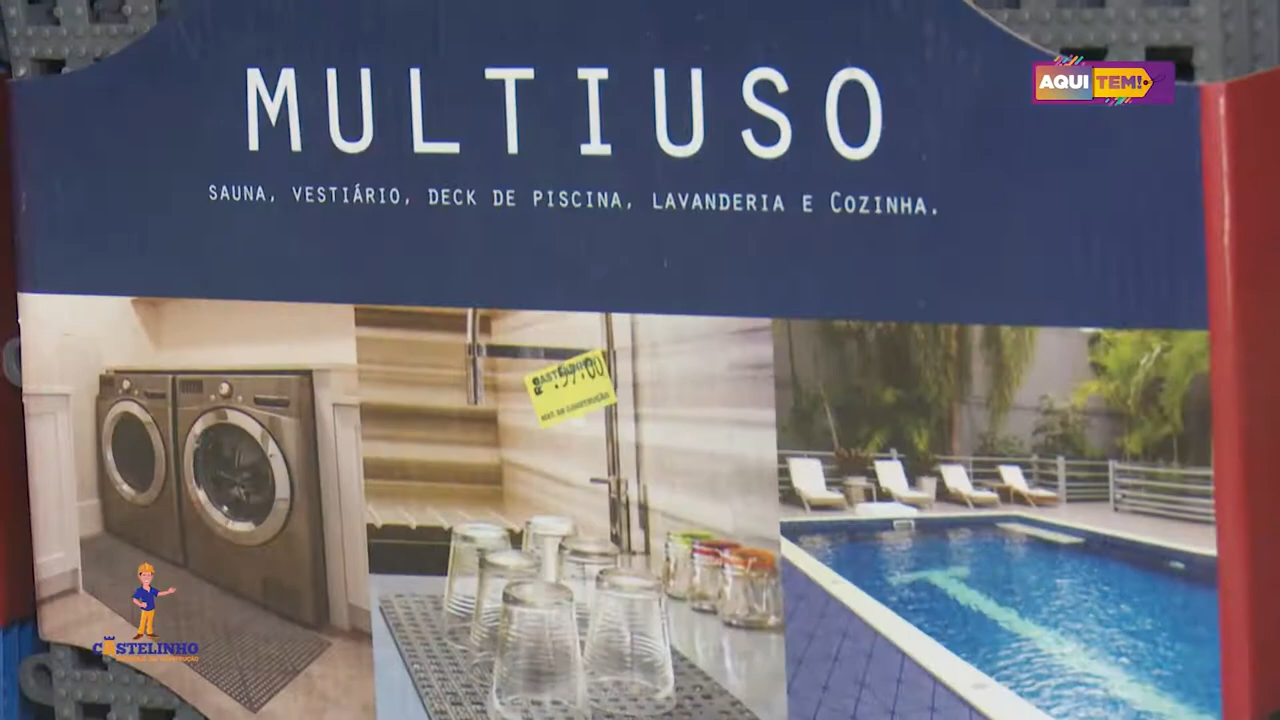 MULTIUSO
AQUI TEM!
SAUNA, VESTIÁRIO, DECK DE PISCINA, LAVANDERIA E COZINHA.
CASTELINHO